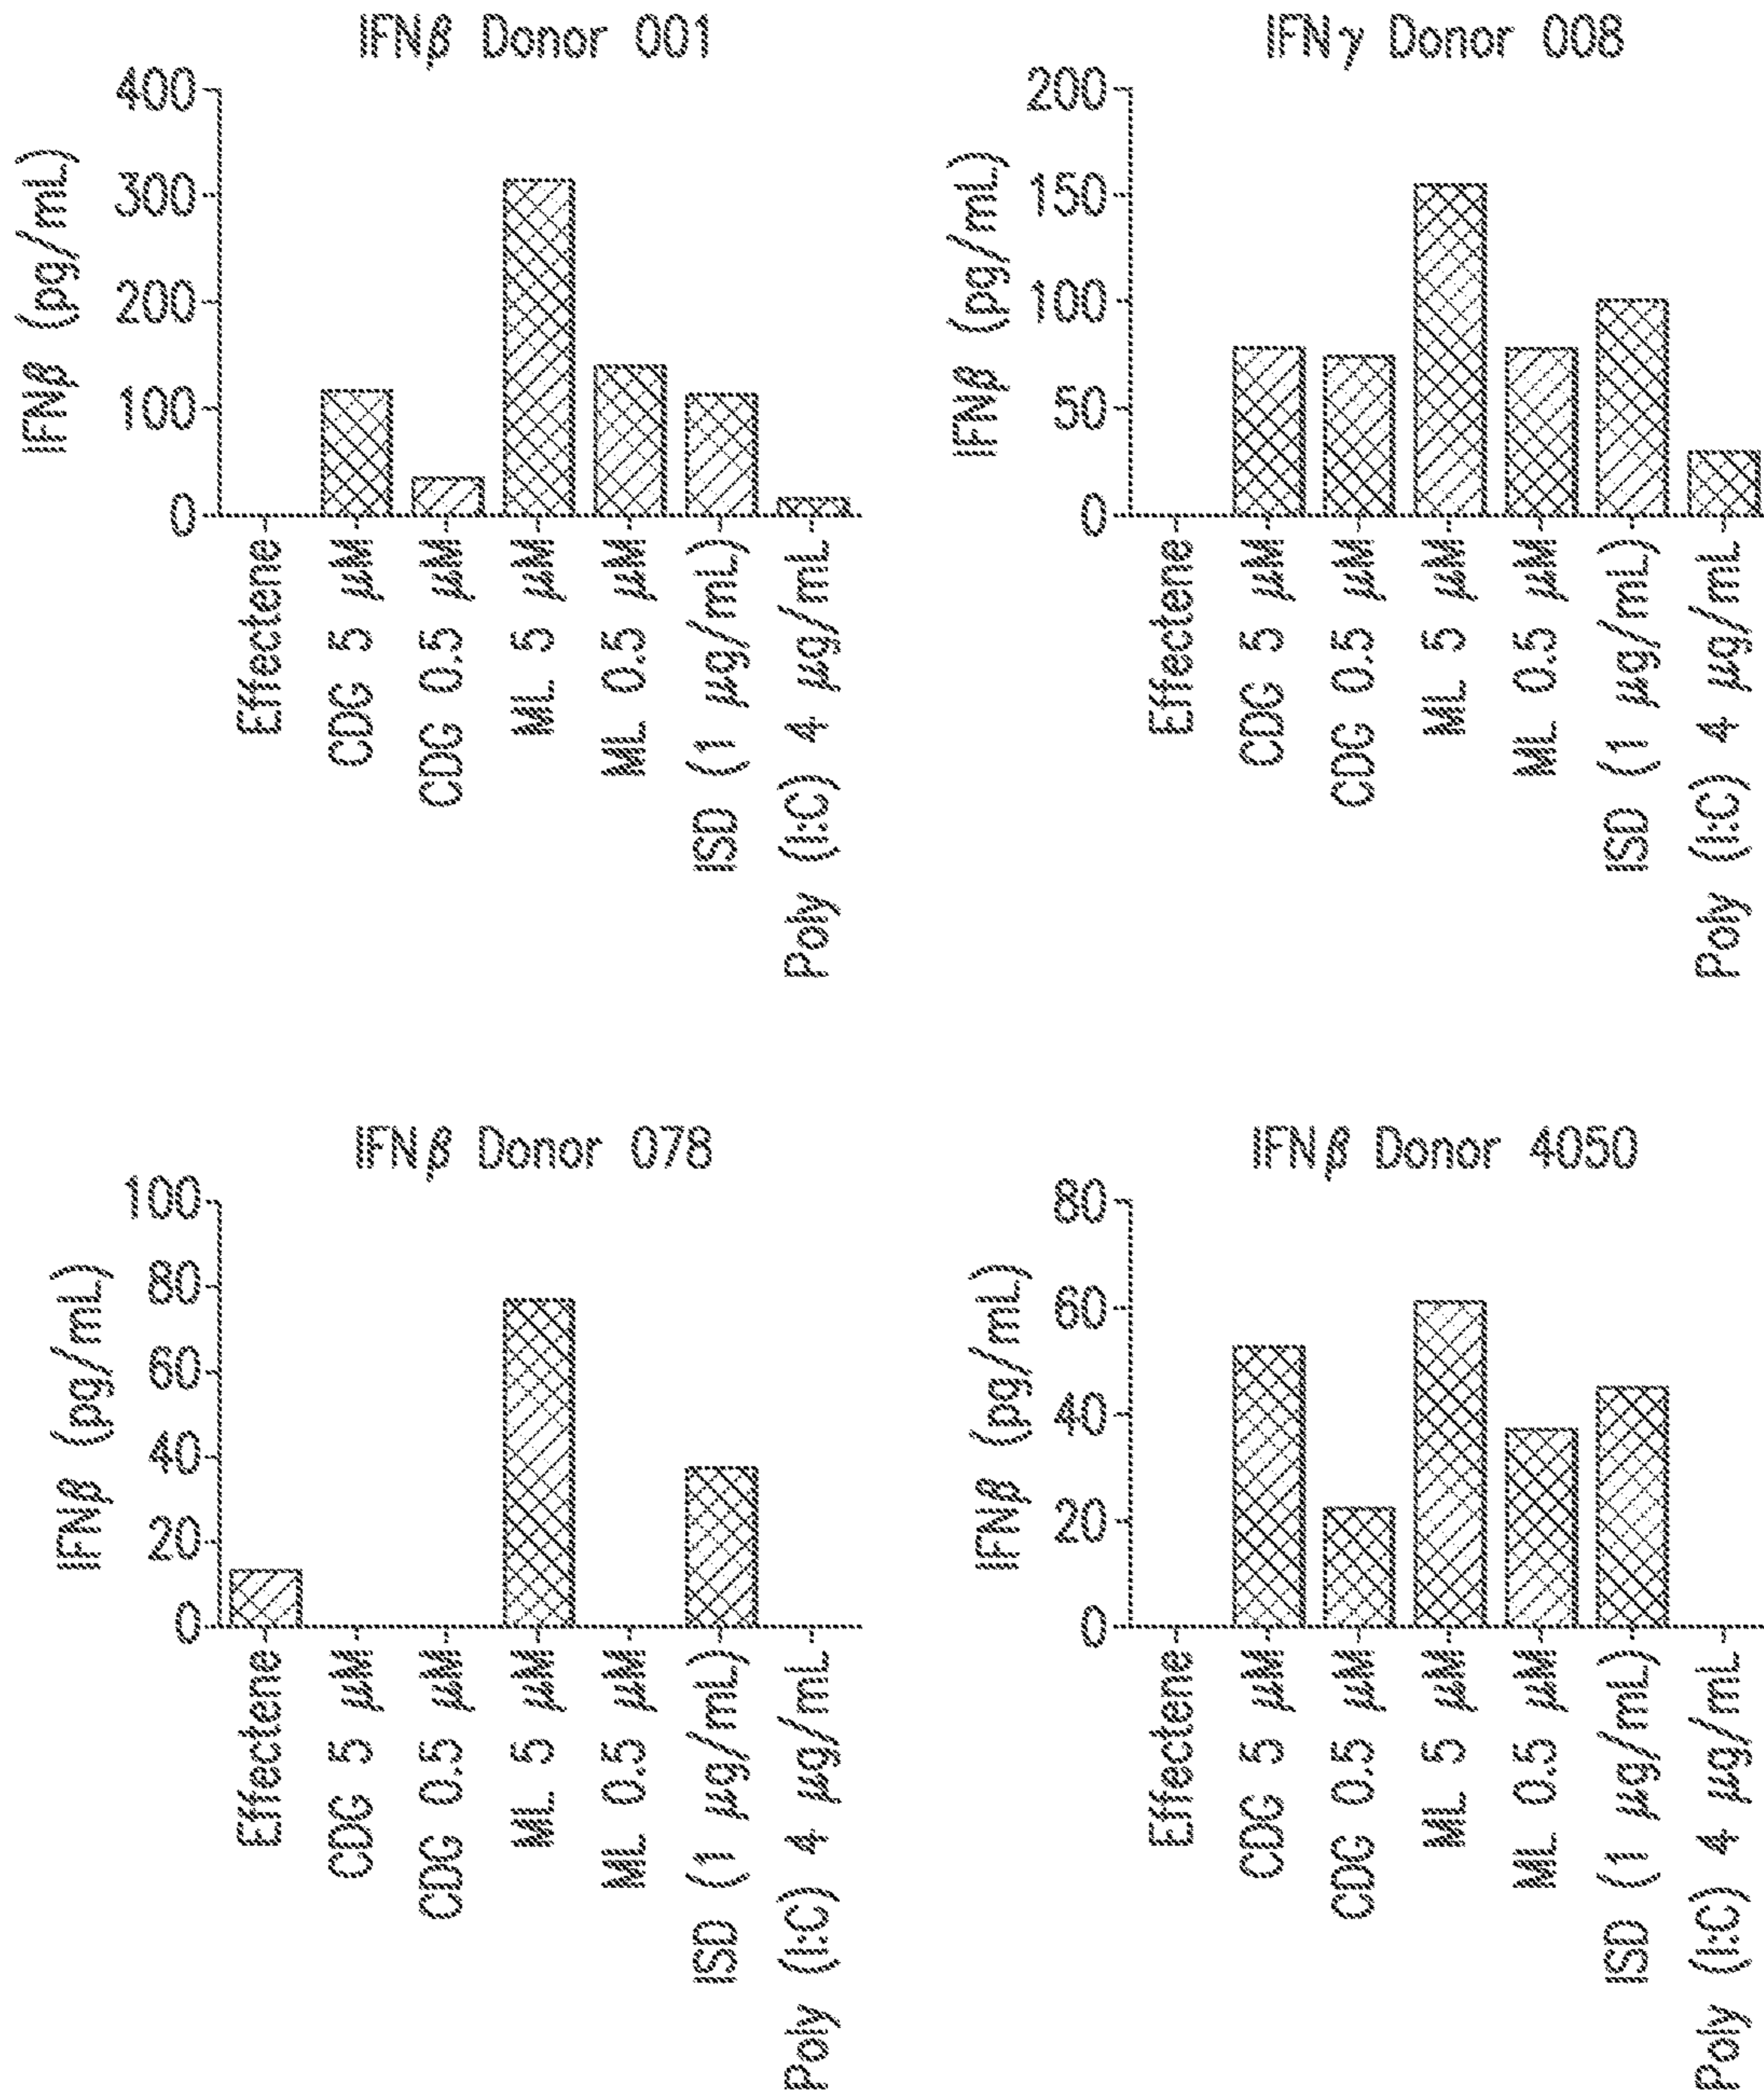 IFNβ Donor 001
IFNβ (pg/mL)
400
300
200
100
0
Effectene
CDG 5 μM
CDG 0.5 μM
ML 5 μM
ML 0.5 μM
ISD (1 μg/mL)
Poly (I:C) 4 μg/mL
IFNγ Donor 008
IFNβ (pg/mL)
200
150
100
50
0
Effectene
CDG 5 μM
CDG 0.5 μM
ML 5 μM
ML 0.5 μM
ISD (1 μg/mL)
Poly (I:C) 4 μg/mL
IFNβ Donor 078
IFNβ (pg/mL)
100
80
60
40
20
0
Effectene
CDG 5 μM
CDG 0.5 μM
ML 5 μM
ML 0.5 μM
ISD (1 μg/mL)
Poly (I:C) 4 μg/mL
IFNβ Donor 4050
IFNβ (pg/mL)
80
60
40
20
0
Effectene
CDG 5 μM
CDG 0.5 μM
ML 5 μM
ML 0.5 μM
ISD (1 μg/mL)
Poly (I:C) 4 μg/mL